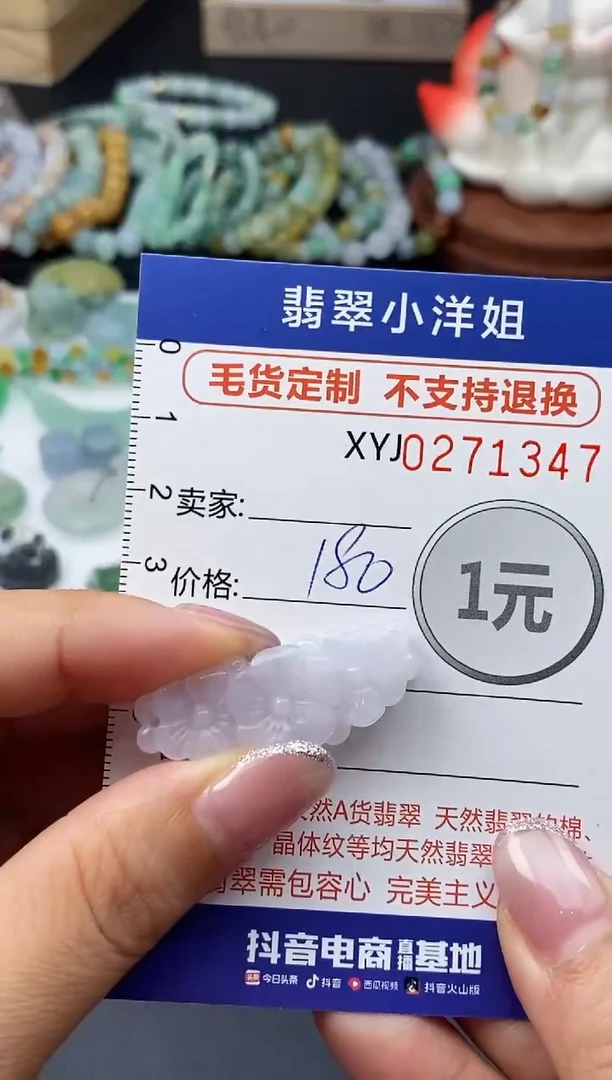 翡翠小洋姐
毛货定制 不支持退换
XYJ0271347
0
1
2
3
卖家:
价格: 180
1元
然A货翡翠 天然翡翠的棉、
晶体纹等均天然翡翠
翠需包容心 完美主义
抖音电商直播基地
头条 今日头条 抖音 西瓜视频 抖音火山版